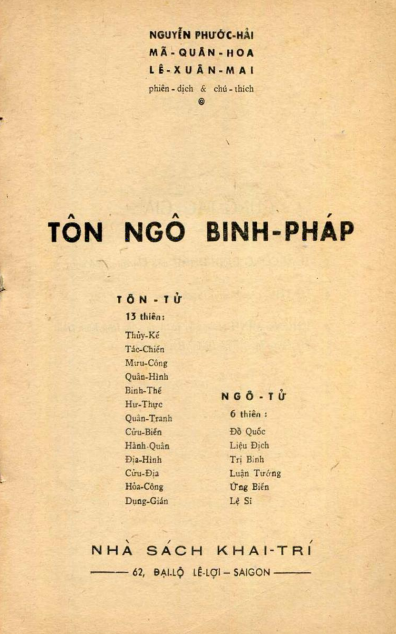 NGUYỄN PHƯỚC-HẢI
MÃ-QUÂN-HOA
LÊ-XUÂN-MAI
phiên-dịch & chú-thích
TÔN NGÔ BINH-PHÁP
TÔN-TỬ
13 thiên:
Thủy-Kế
Tác-Chiến
Mưu-Công
Quân-Hình
Binh-Thế
Hư-Thực
Quân-Tranh
Cửu-Biến
Hành-Quân
Địa-Hình
Cửu-Địa
Hỏa-Công
Dụng-Gián
NGÔ-TỬ
6 thiên:
Đồ Quốc
Liệu Địch
Trị Binh
Luận Tướng
Ứng Biến
Lệ Sĩ
NHÀ SÁCH KHAI-TRÍ
62, ĐẠI-LỘ LÊ-LỢI – SAIGON